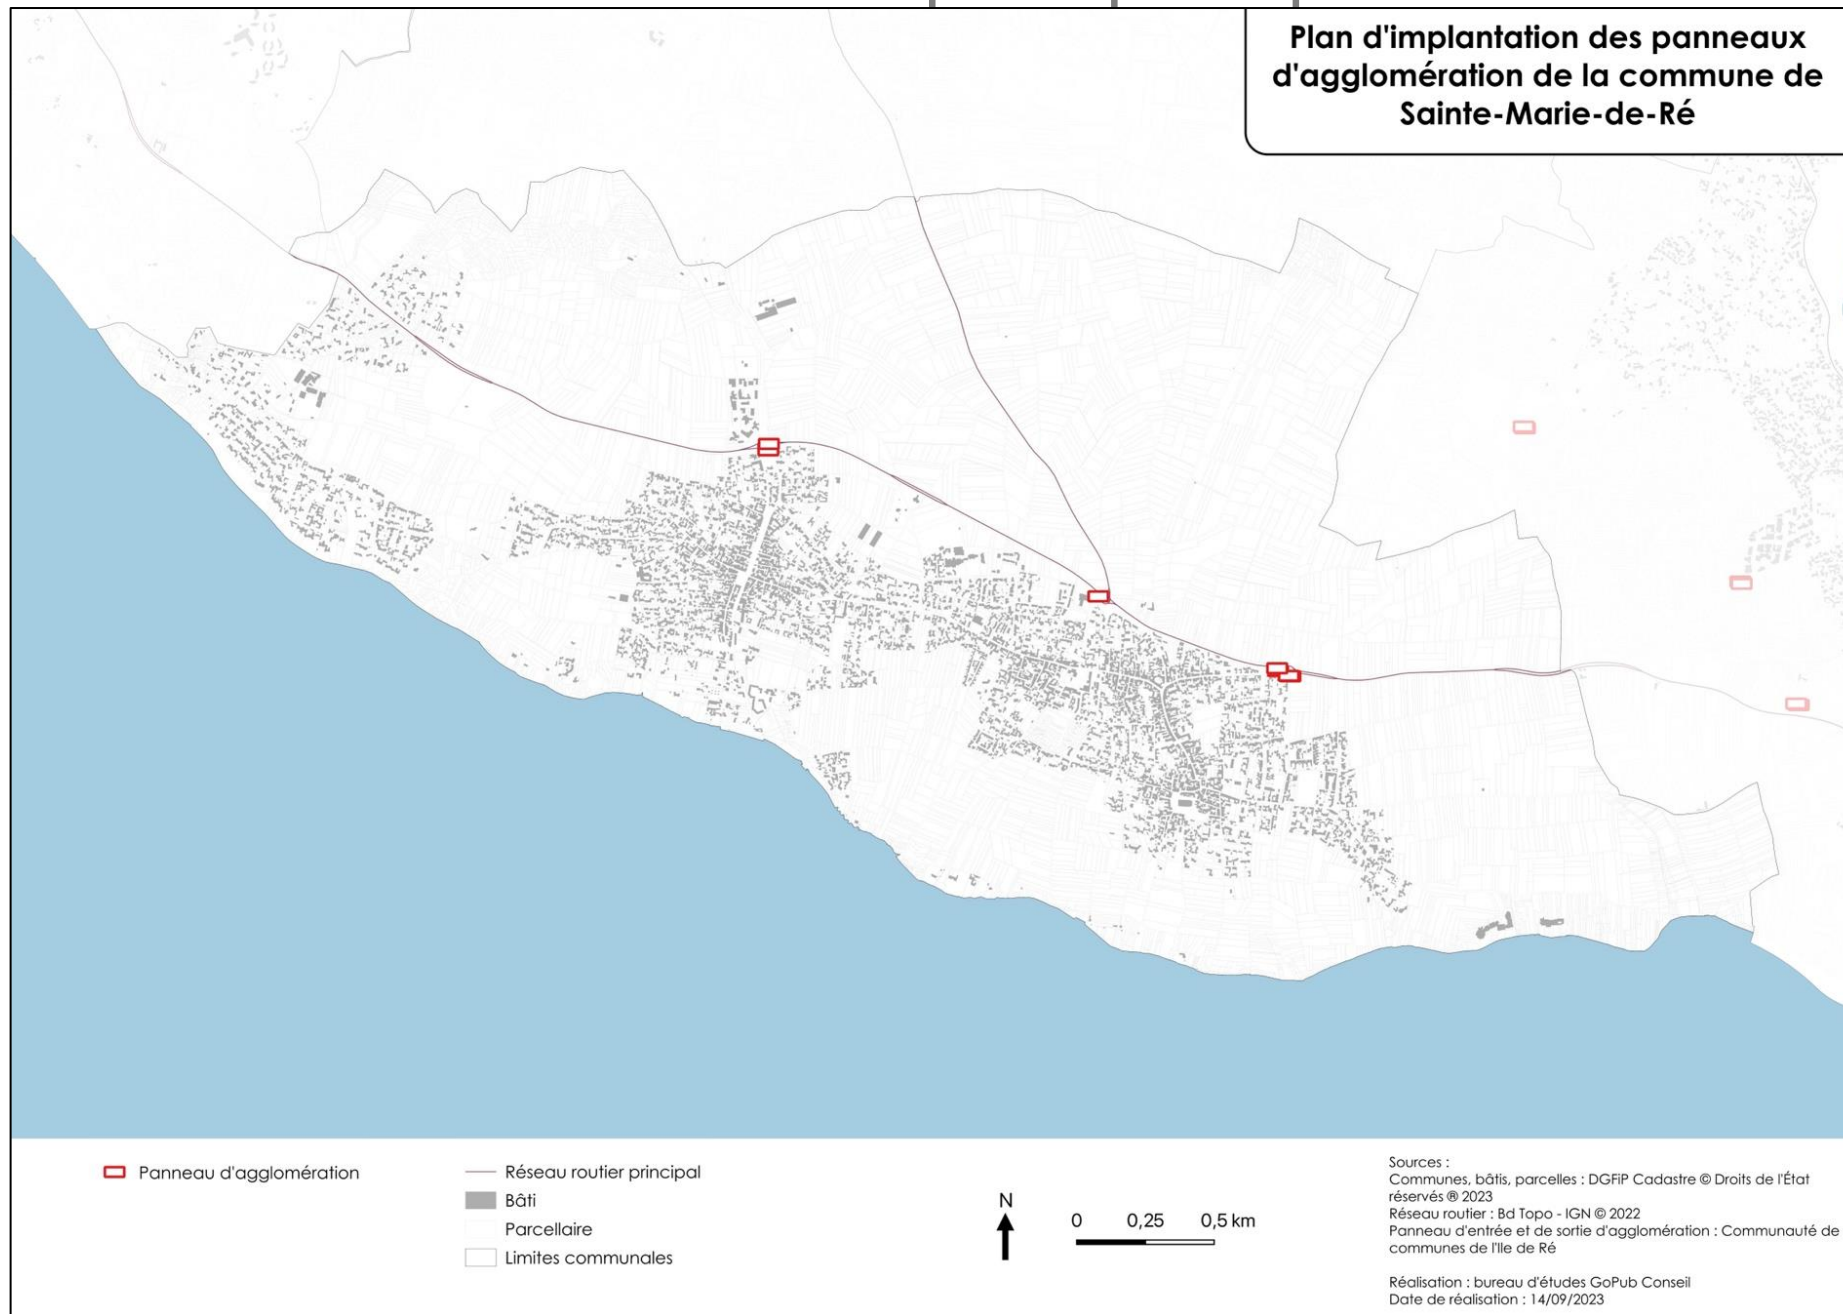 Plan d'implantation des panneaux
d'agglomération de la commune de
Sainte-Marie-de-Ré
Panneau d'agglomération
Réseau routier principal
Bâti
Parcellaire
Limites communales
N
0 0,25 0,5 km
Sources :
Communes, bâtis, parcelles : DGFiP Cadastre © Droits de l'État
réservés ® 2023
Réseau routier : Bd Topo - IGN © 2022
Panneau d'entrée et de sortie d'agglomération : Communauté de
communes de l'Ile de Ré
Réalisation : bureau d'études GoPub Conseil
Date de réalisation : 14/09/2023